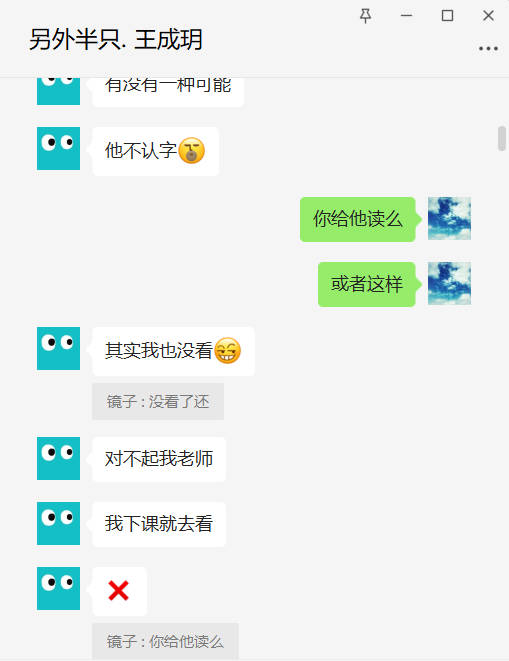 另外半只. 王成玥
有没有一种可能
他不认字
你给他读么
或者这样
其实我也没看
镜子 : 没看了还
对不起我老师
我下课就去看
镜子 : 你给他读么